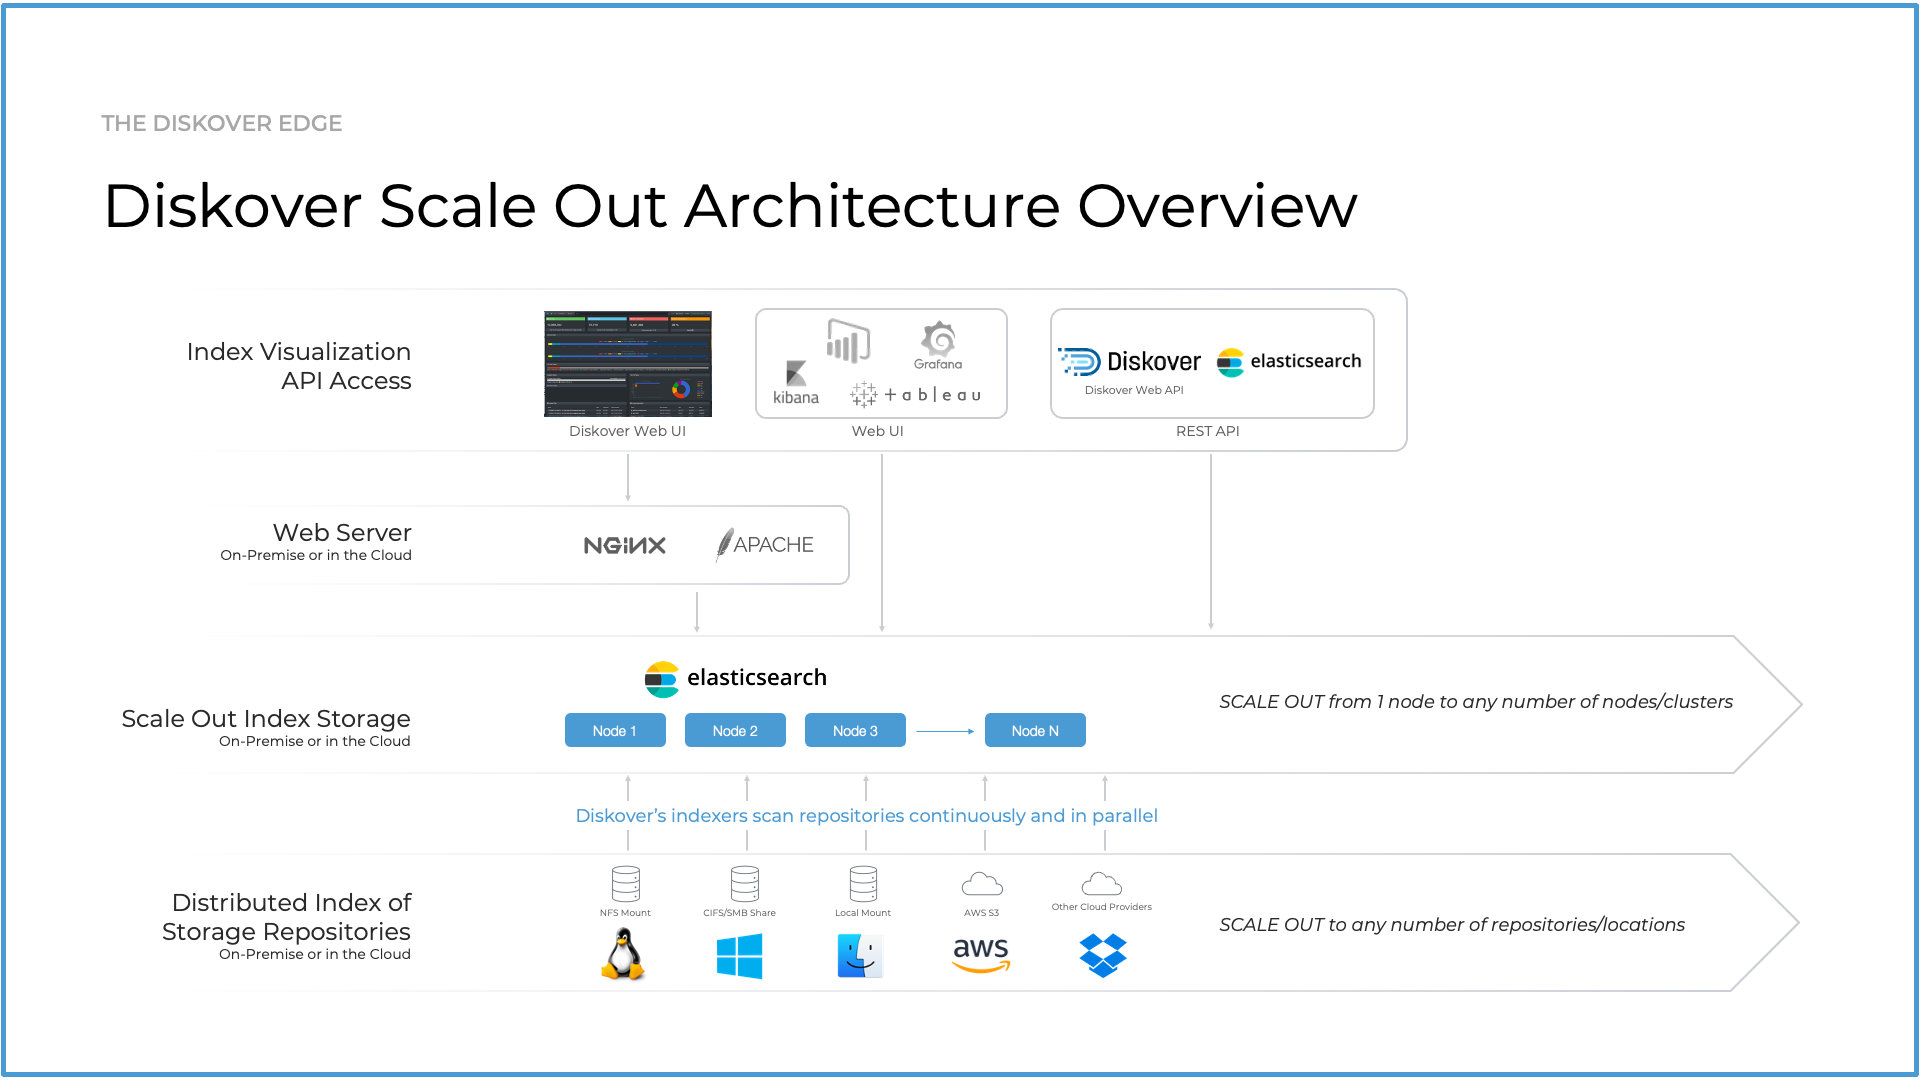 THE DISKOVER EDGE
Diskover Scale Out Architecture Overview
Index Visualization
API Access
Diskover Web UI
kibana
Grafana
+ableau
Web UI
Diskover
Diskover Web API
elasticsearch
REST API
Web Server
On-Premise or in the Cloud
NGINX
APACHE
Scale Out Index Storage
On-Premise or in the Cloud
elasticsearch
Node 1
Node 2
Node 3
Node N
SCALE OUT from 1 node to any number of nodes/clusters
Diskover’s indexers scan repositories continuously and in parallel
Distributed Index of
Storage Repositories
On-Premise or in the Cloud
NFS Mount
CIFS/SMB Share
Local Mount
AWS S3
Other Cloud Providers
aws
SCALE OUT to any number of repositories/locations